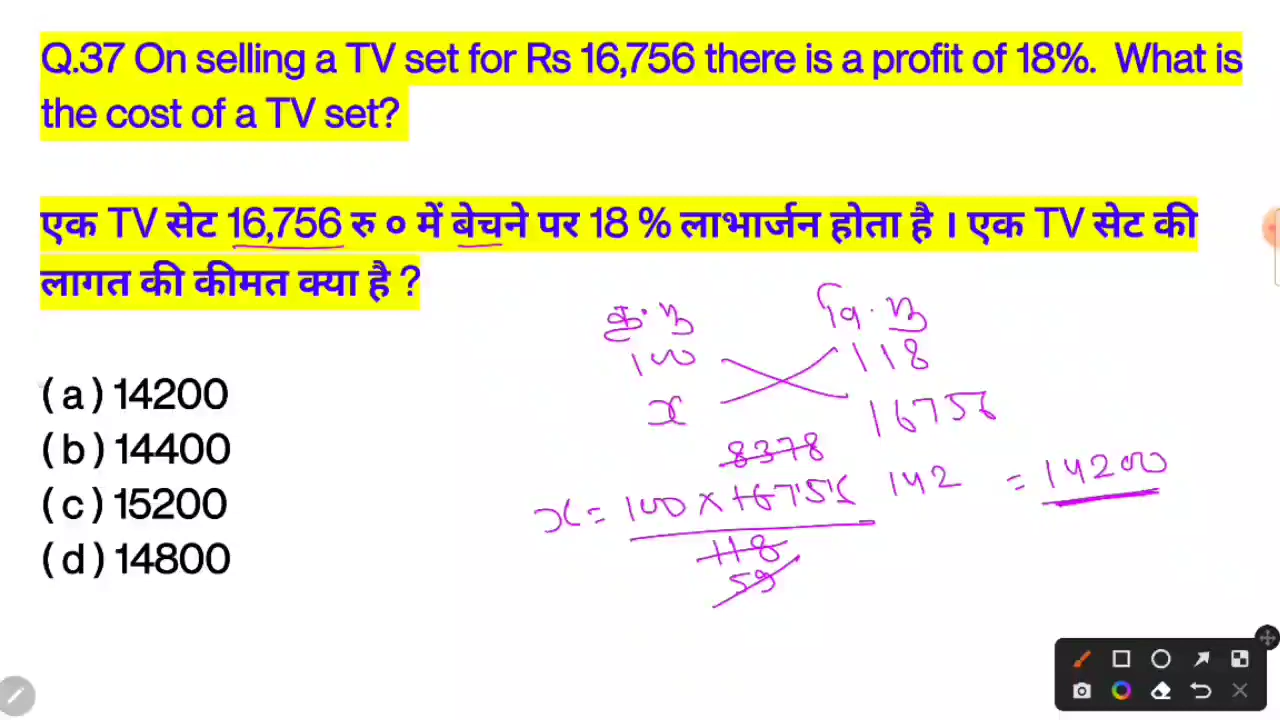 Q.37 On selling a TV set for Rs 16,756 there is a profit of 18%. What is
the cost of a TV set?
एक TV सेट 16,756 रु ० में बेचने पर 18 % लाभार्जन होता है । एक TV सेट की
लागत की कीमत क्या है ?
क्र. मू वि. मू
100 118
x 16756
8378
x = 100 × 16756 142 = 14200
118
59
( a ) 14200
( b ) 14400
( c ) 15200
( d ) 14800